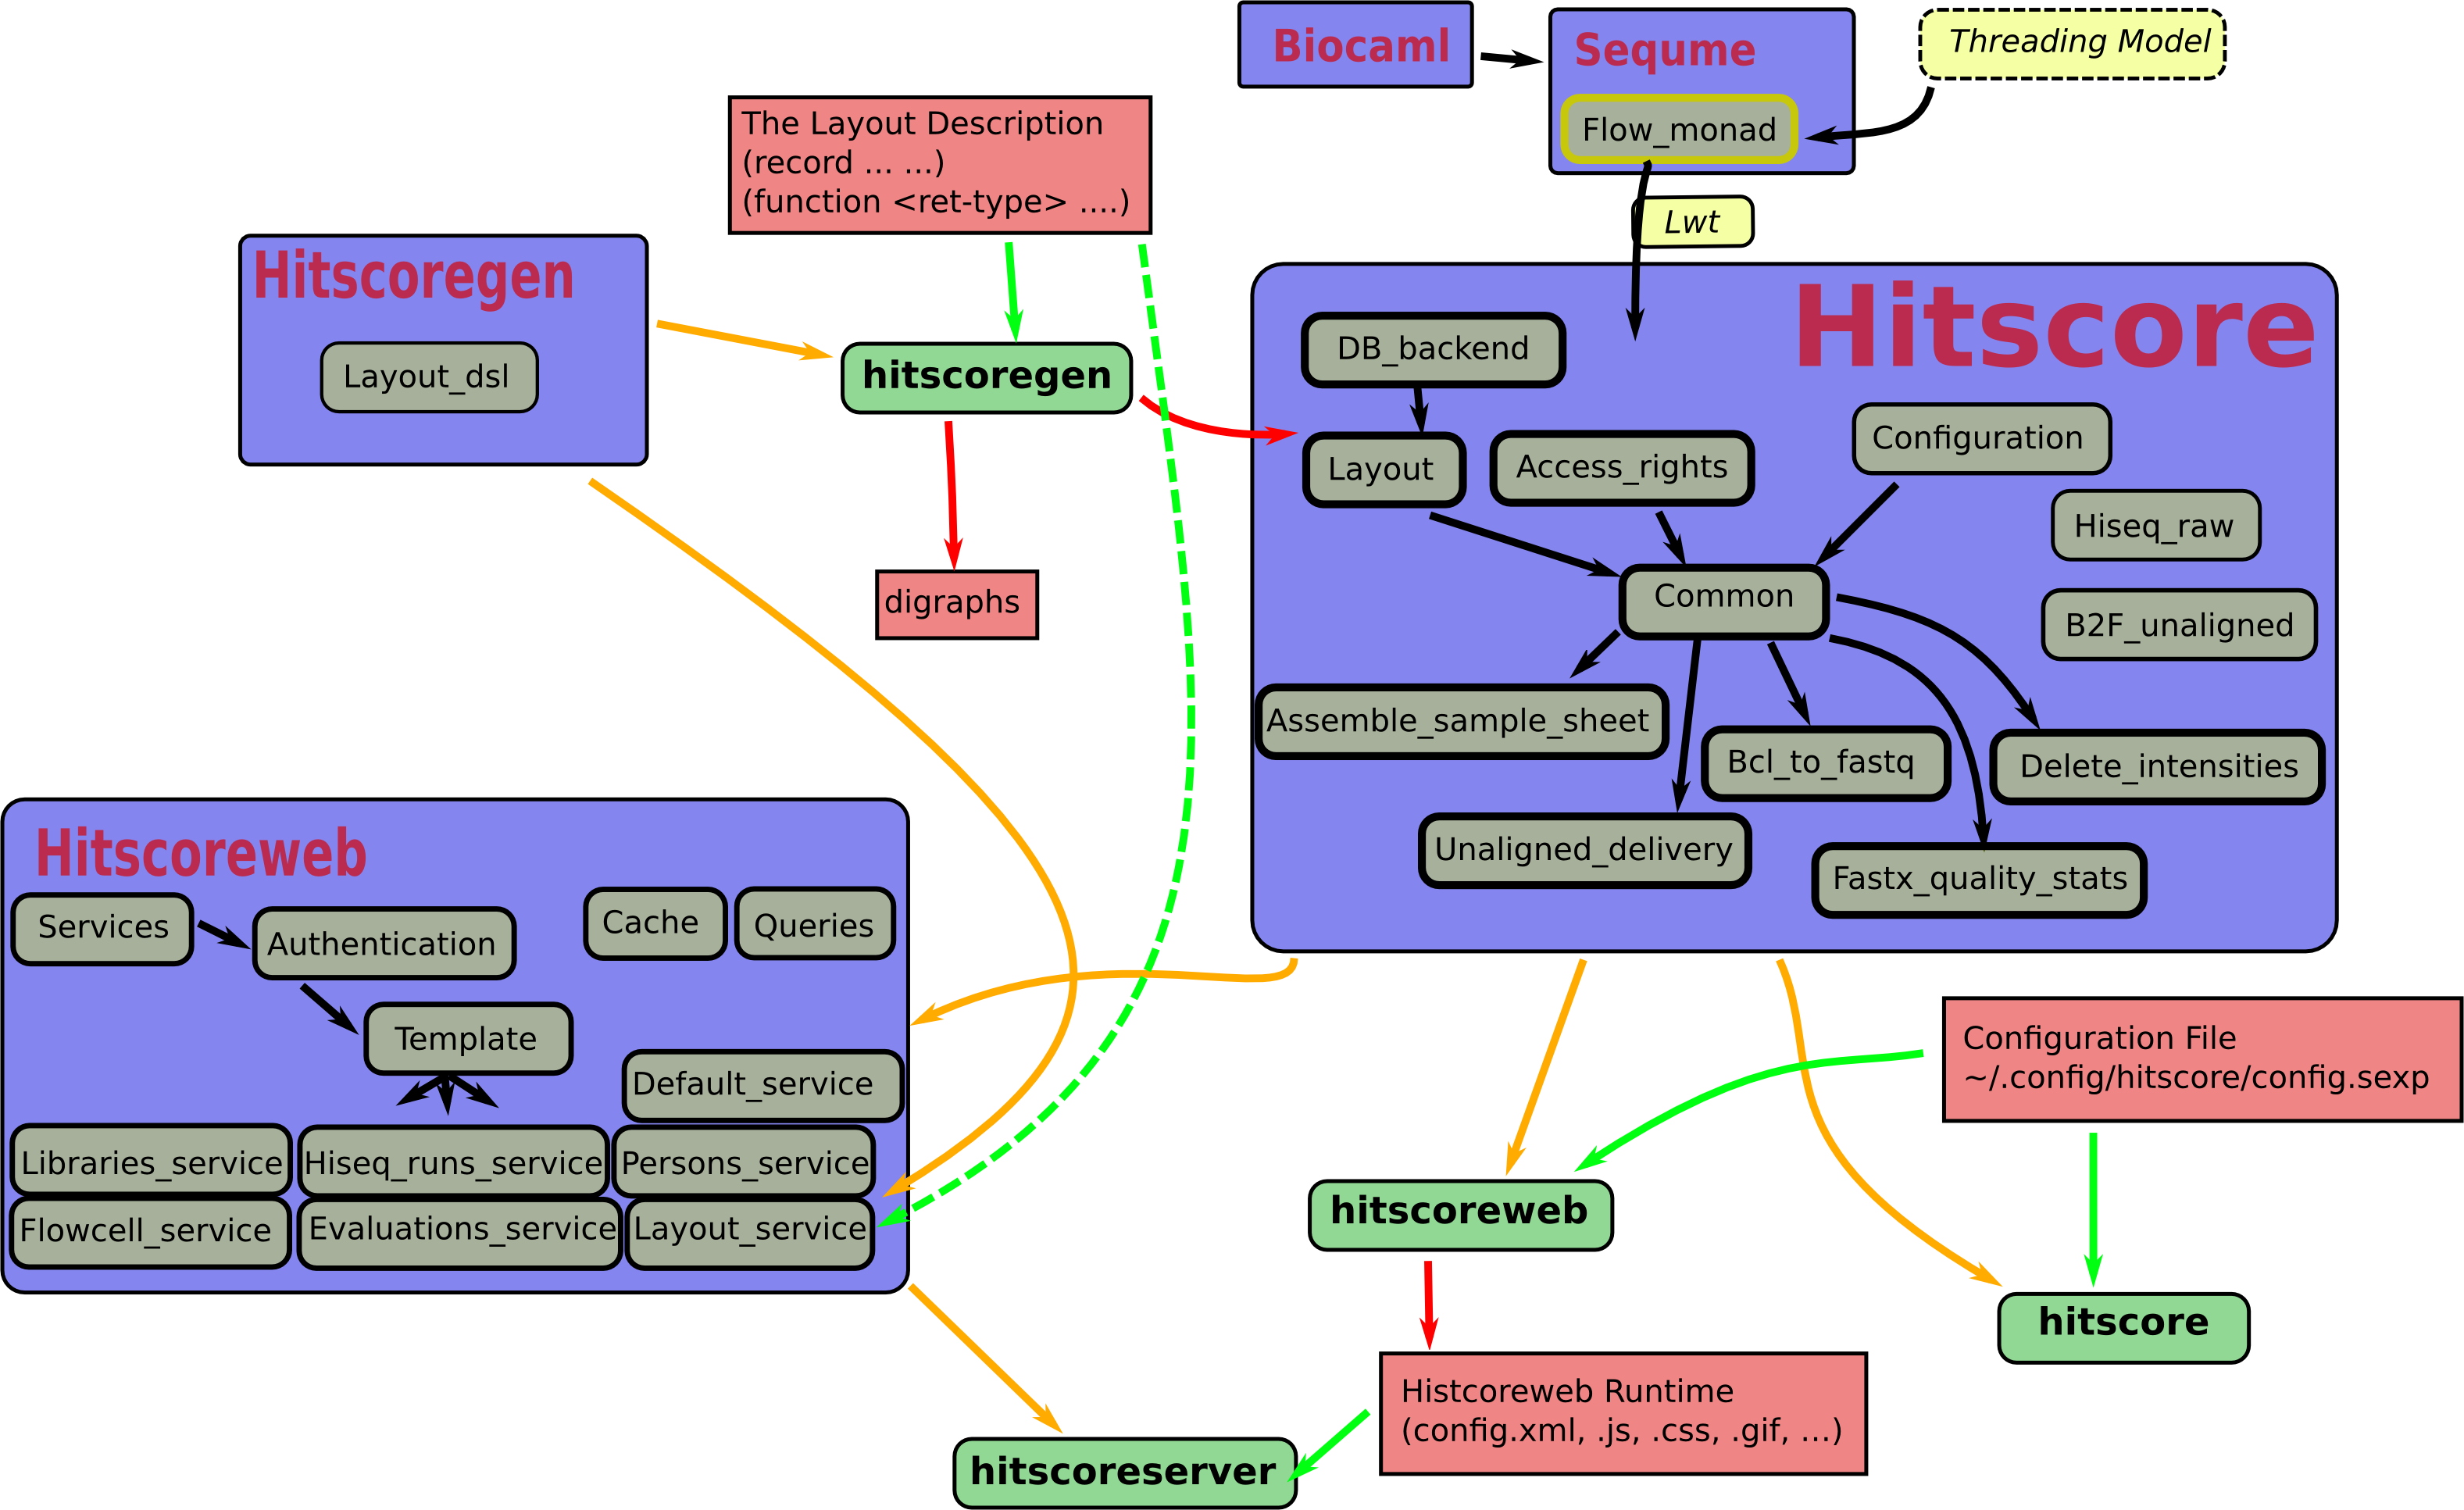 Biocaml
Sequme
Threading Model
Flow_monad
The Layout Description
(record ... ...)
(function <ret-type> ....)
Lwt
Hitscoregen
Layout_dsl
hitscoregen
digraphs
Hitscore
DB_backend
Layout
Access_rights
Configuration
Hiseq_raw
Common
B2F_unaligned
Assemble_sample_sheet
Bcl_to_fastq
Delete_intensities
Unaligned_delivery
Fastx_quality_stats
Hitscoreweb
Services
Authentication
Cache
Queries
Template
Default_service
Libraries_service
Hiseq_runs_service
Persons_service
Flowcell_service
Evaluations_service
Layout_service
Configuration File
~/.config/hitscore/config.sexp
hitscoreweb
hitscore
Histcoreweb Runtime
(config.xml, .js, .css, .gif, ...)
hitscoreserver